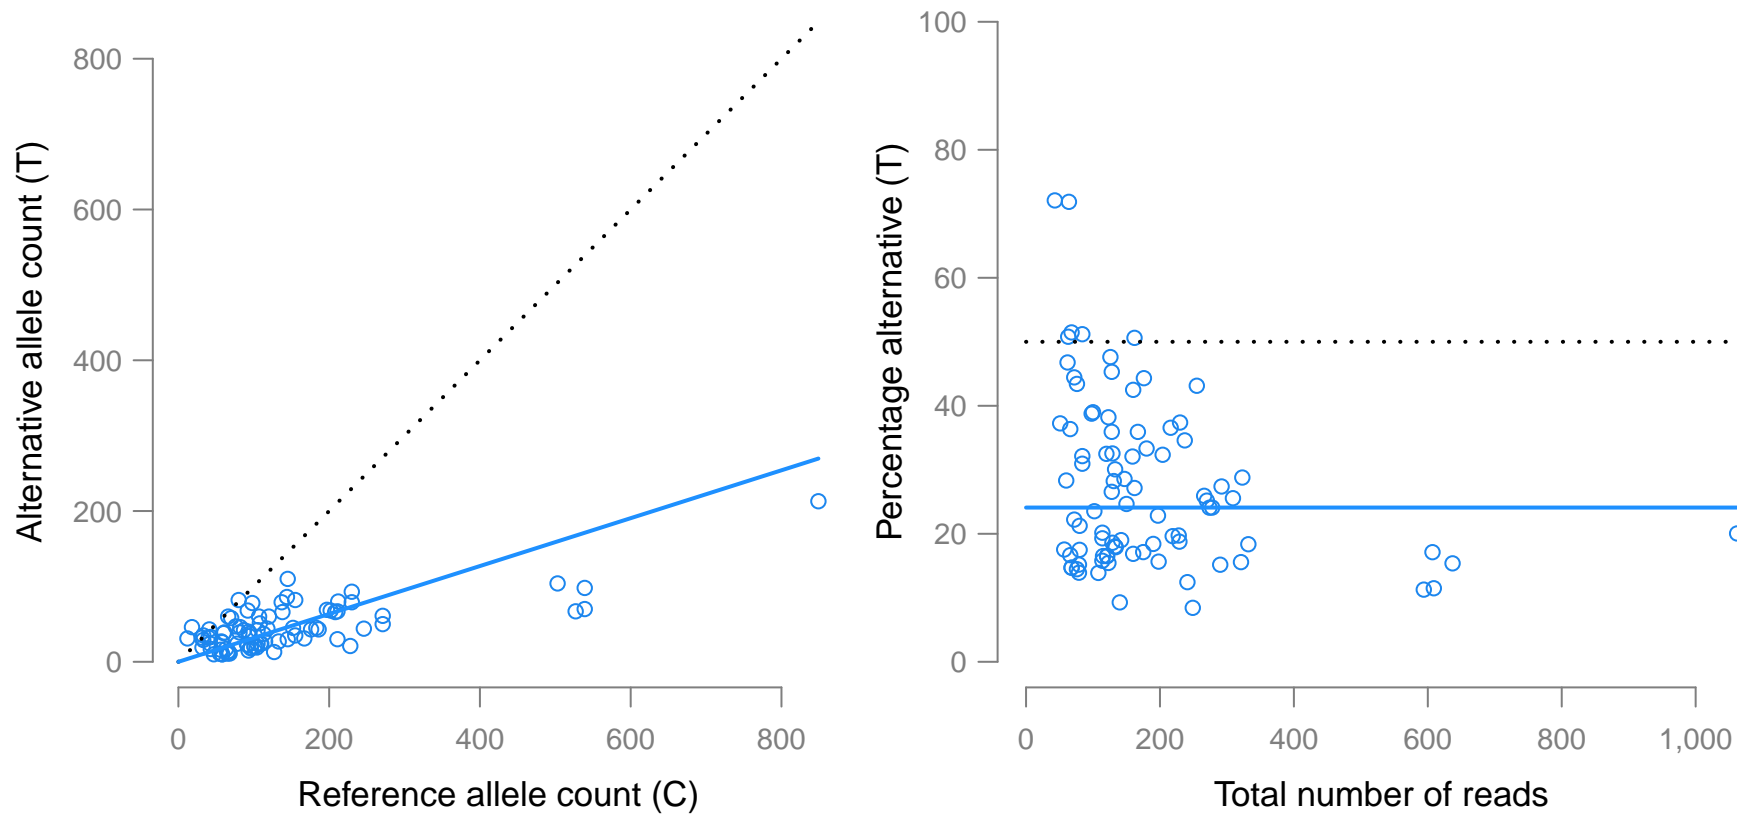 Alternative allele count (T)
800
600
400
200
0
0 200 400 600 800
Reference allele count (C)
Percentage alternative (T)
100
80
60
40
20
0
0 200 400 600 800 1,000
Total number of reads